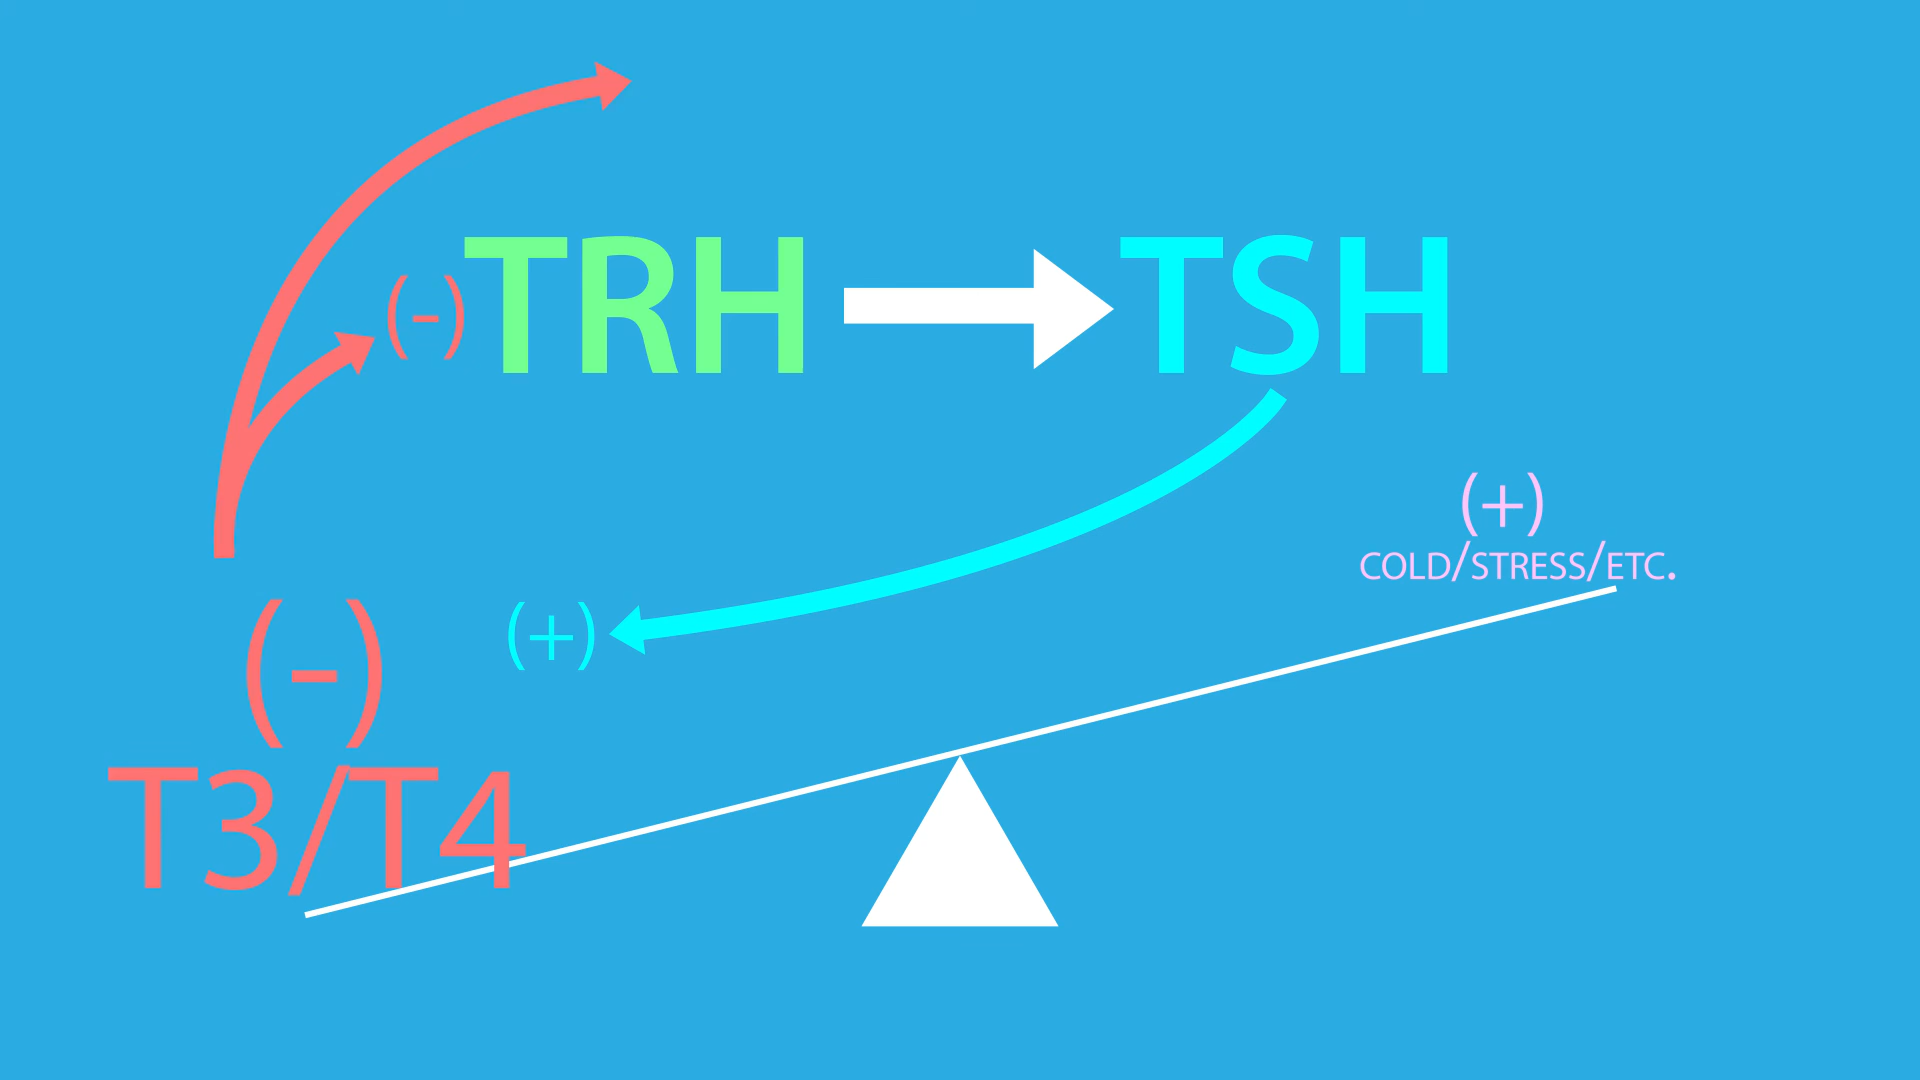 (-) TRH TSH
(+)
COLD/STRESS/ETC.
(+)
(-)
T3/T4